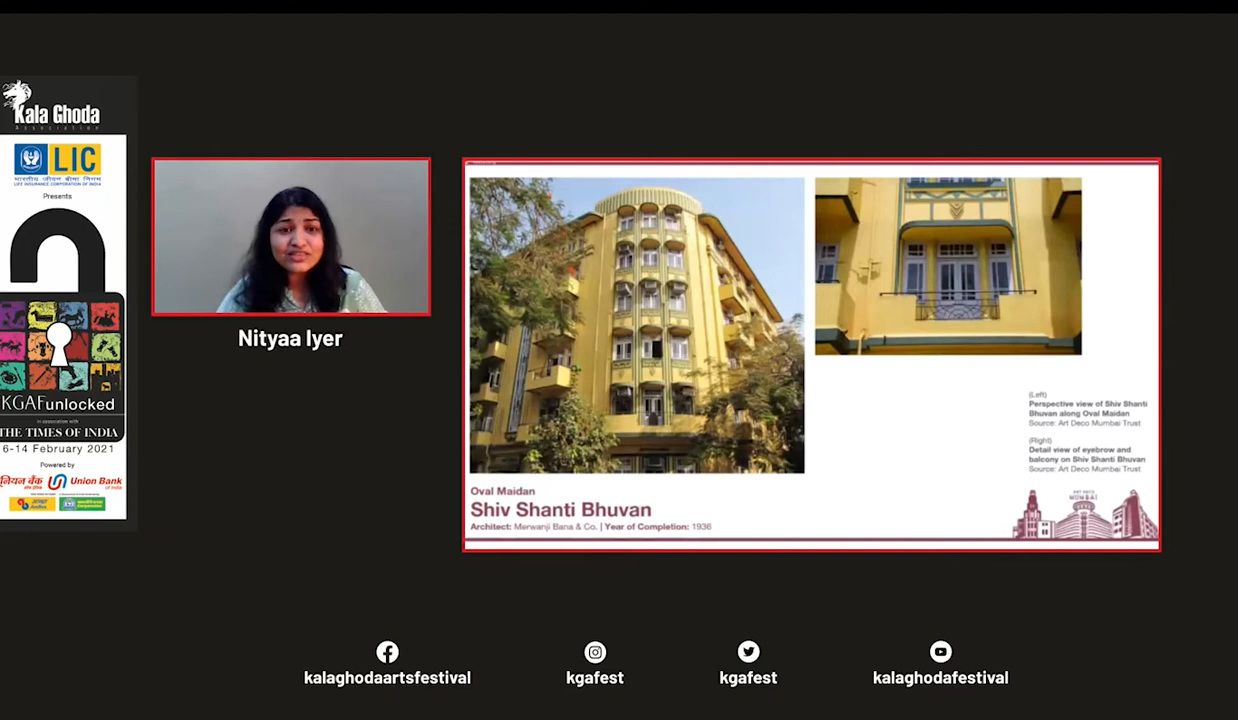 Kala Ghoda
Association
LIC
भारतीय जीवन बीमा निगम
LIFE INSURANCE CORPORATION OF INDIA
Presents
KGAFunlocked
in association with
THE TIMES OF INDIA
6-14 February 2021
Powered by
यूनियन बैंक Union Bank
of India
Nityaa Iyer
(Left)
Perspective view of Shiv Shanti
Bhuvan along Oval Maidan
Source: Art Deco Mumbai Trust
(Right)
Detail view of eyebrow and
balcony on Shiv Shanti Bhuvan
Source: Art Deco Mumbai Trust
Oval Maidan
Shiv Shanti Bhuvan
Architect: Merwanji Bana & Co. | Year of Completion: 1936
ART DECO
MUMBAI
kalaghodaartsfestival
kgafest
kgafest
kalaghodafestival